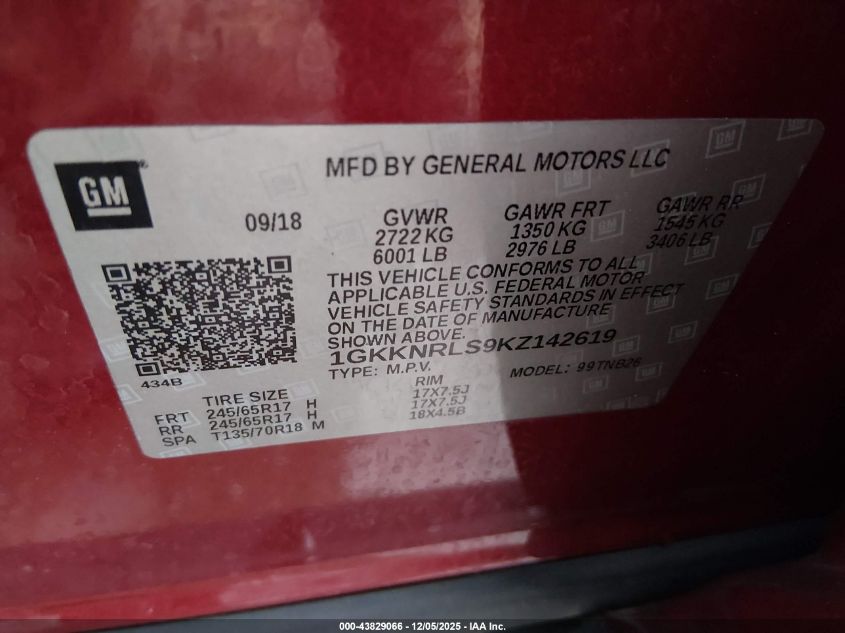 GM
MFD BY GENERAL MOTORS LLC
09/18
GVWR
2722 KG
6001 LB
GAWR FRT
1350 KG
2976 LB
GAWR RR
1545 KG
3406 LB
THIS VEHICLE CONFORMS TO ALL
APPLICABLE U.S. FEDERAL MOTOR
VEHICLE SAFETY STANDARDS IN EFFECT
ON THE DATE OF MANUFACTURE
SHOWN ABOVE.
1GKKNRLS9KZ142619
TYPE: M.P.V. MODEL: 99TNB26
434B
TIRE SIZE RIM
FRT 245/65R17 H 17X7.5J
RR 245/65R17 H 17X7.5J
SPA T135/70R18 M 18X4.5B
000-43829066 - 12/05/2025 - IAA Inc.